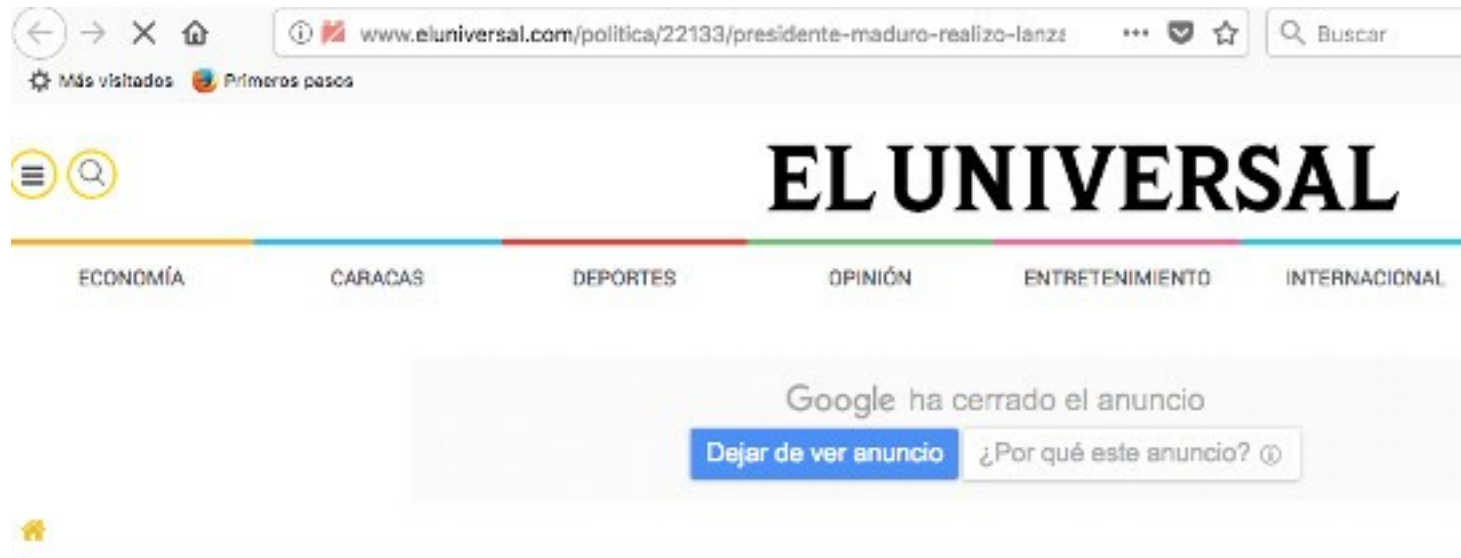 www.eluniversal.com/politica/22133/presidente-maduro-realizo-lanza
Buscar
Más visitados Primeros pasos
EL UNIVERSAL
ECONOMÍA CARACAS DEPORTES OPINIÓN ENTRETENIMIENTO INTERNACIONAL
Google ha cerrado el anuncio
Dejar de ver anuncio ¿Por qué este anuncio?